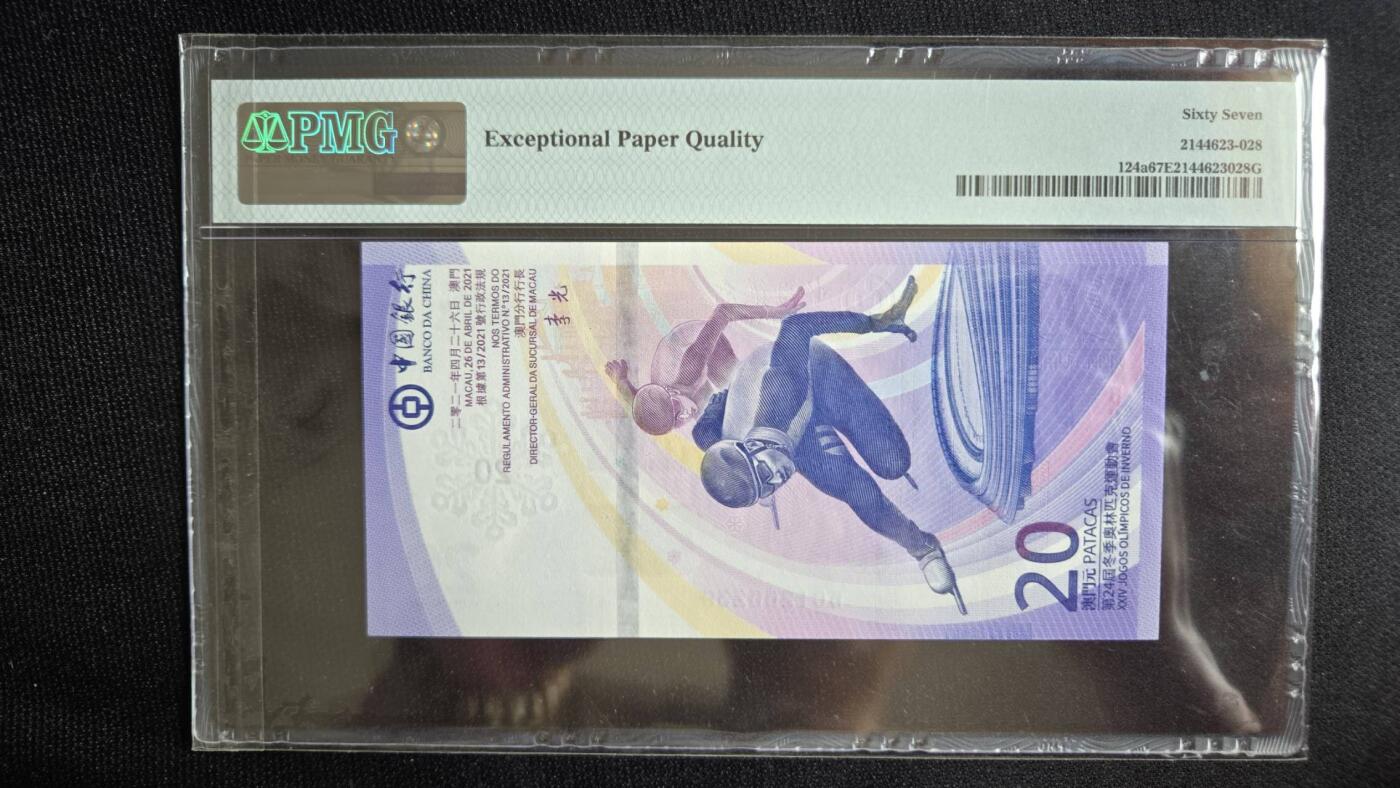 PMG
Exceptional Paper Quality
Sixty Seven
2144623-028
124a67E2144623028G
中国银行
BANCO DA CHINA
二零二一年四月二十六日 澳門
MACAU, 26 DE ABRIL DE 2021
根據第13/2021 號行政法規
NOS TERMOS DO
REGULAMENTO ADMINISTRATIVO N.º 13/2021
澳門分行行長
DIRECTOR-GERAL DA SUCURSAL DE MACAU
李光
20
澳門元 PATACAS
第24屆冬季奧林匹克運動會
XXIV JOGOS OLÍMPICOS DE INVERNO